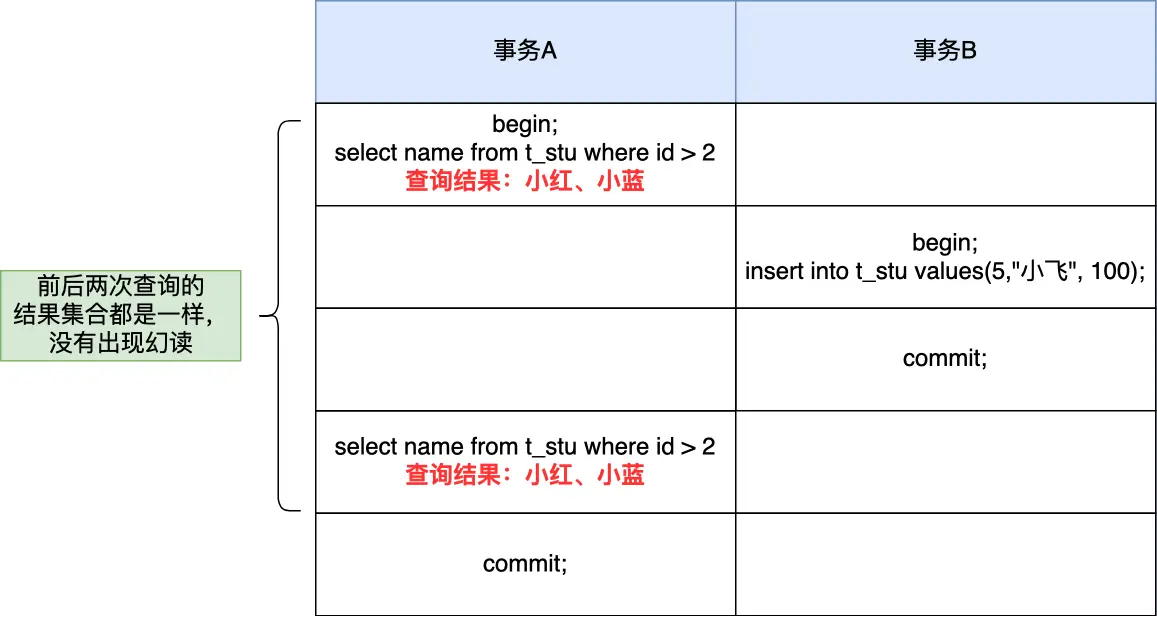 事务A
事务B
begin;
select name from t_stu where id > 2
查询结果：小红、小蓝
begin;
insert into t_stu values(5,"小飞", 100);
前后两次查询的
结果集合都是一样，
没有出现幻读
commit;
select name from t_stu where id > 2
查询结果：小红、小蓝
commit;